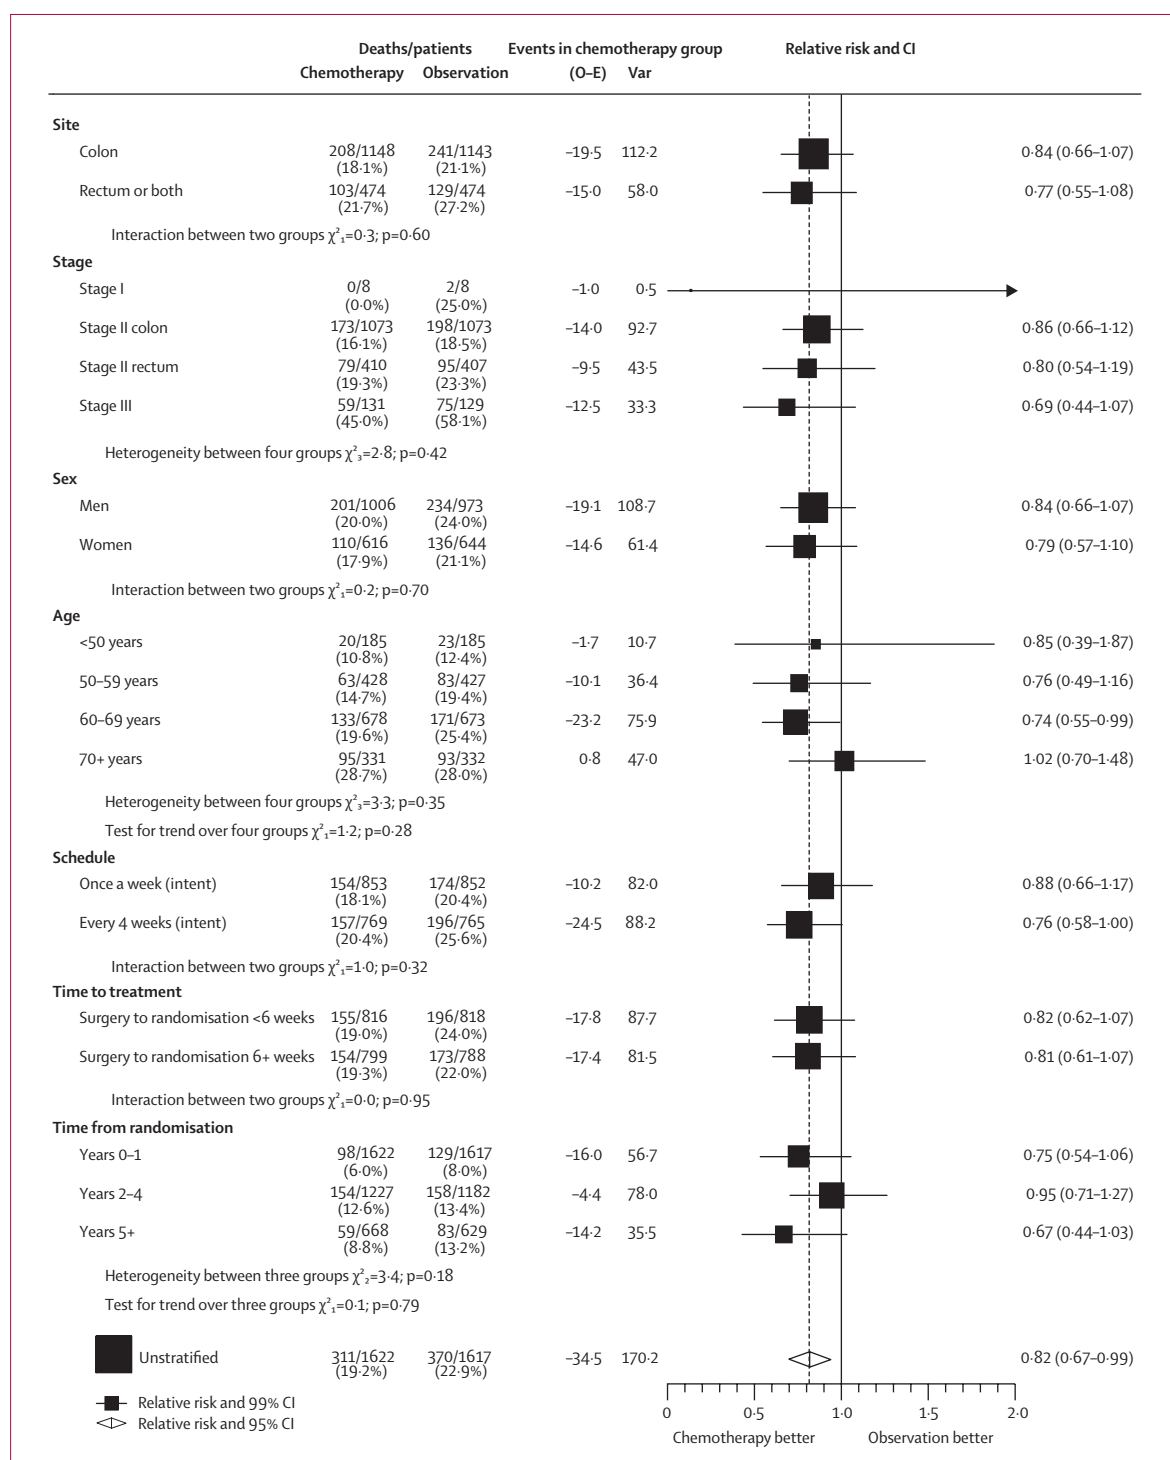 Deaths/patients Events in chemotherapy group Relative risk and CI
Chemotherapy Observation (O–E) Var
Site
Colon 208/1148 241/1143 –19·5 112·2 0·84 (0·66–1·07)
(18·1%) (21·1%)
Rectum or both 103/474 129/474 –15·0 58·0 0·77 (0·55–1·08)
(21·7%) (27·2%)
Interaction between two groups χ²₁=0·3; p=0·60
Stage
Stage I 0/8 2/8 –1·0 0·5
(0·0%) (25·0%)
Stage II colon 173/1073 198/1073 –14·0 92·7 0·86 (0·66–1·12)
(16·1%) (18·5%)
Stage II rectum 79/410 95/407 –9·5 43·5 0·80 (0·54–1·19)
(19·3%) (23·3%)
Stage III 59/131 75/129 –12·5 33·3 0·69 (0·44–1·07)
(45·0%) (58·1%)
Heterogeneity between four groups χ²₃=2·8; p=0·42
Sex
Men 201/1006 234/973 –19·1 108·7 0·84 (0·66–1·07)
(20·0%) (24·0%)
Women 110/616 136/644 –14·6 61·4 0·79 (0·57–1·10)
(17·9%) (21·1%)
Interaction between two groups χ²₁=0·2; p=0·70
Age
<50 years 20/185 23/185 –1·7 10·7 0·85 (0·39–1·87)
(10·8%) (12·4%)
50–59 years 63/428 83/427 –10·1 36·4 0·76 (0·49–1·16)
(14·7%) (19·4%)
60–69 years 133/678 171/673 –23·2 75·9 0·74 (0·55–0·99)
(19·6%) (25·4%)
70+ years 95/331 93/332 0·8 47·0 1·02 (0·70–1·48)
(28·7%) (28·0%)
Heterogeneity between four groups χ²₃=3·3; p=0·35
Test for trend over four groups χ²₁=1·2; p=0·28
Schedule
Once a week (intent) 154/853 174/852 –10·2 82·0 0·88 (0·66–1·17)
(18·1%) (20·4%)
Every 4 weeks (intent) 157/769 196/765 –24·5 88·2 0·76 (0·58–1·00)
(20·4%) (25·6%)
Interaction between two groups χ²₁=1·0; p=0·32
Time to treatment
Surgery to randomisation <6 weeks 155/816 196/818 –17·8 87·7 0·82 (0·62–1·07)
(19·0%) (24·0%)
Surgery to randomisation 6+ weeks 154/799 173/788 –17·4 81·5 0·81 (0·61–1·07)
(19·3%) (22·0%)
Interaction between two groups χ²₁=0·0; p=0·95
Time from randomisation
Years 0–1 98/1622 129/1617 –16·0 56·7 0·75 (0·54–1·06)
(6·0%) (8·0%)
Years 2–4 154/1227 158/1182 –4·4 78·0 0·95 (0·71–1·27)
(12·6%) (13·4%)
Years 5+ 59/668 83/629 –14·2 35·5 0·67 (0·44–1·03)
(8·8%) (13·2%)
Heterogeneity between three groups χ²₂=3·4; p=0·18
Test for trend over three groups χ²₁=0·1; p=0·79
Unstratified 311/1622 370/1617 –34·5 170·2 0·82 (0·67–0·99)
(19·2%) (22·9%)
Relative risk and 99% CI
Relative risk and 95% CI
0 0·5 1·0 1·5 2·0
Chemotherapy better Observation better